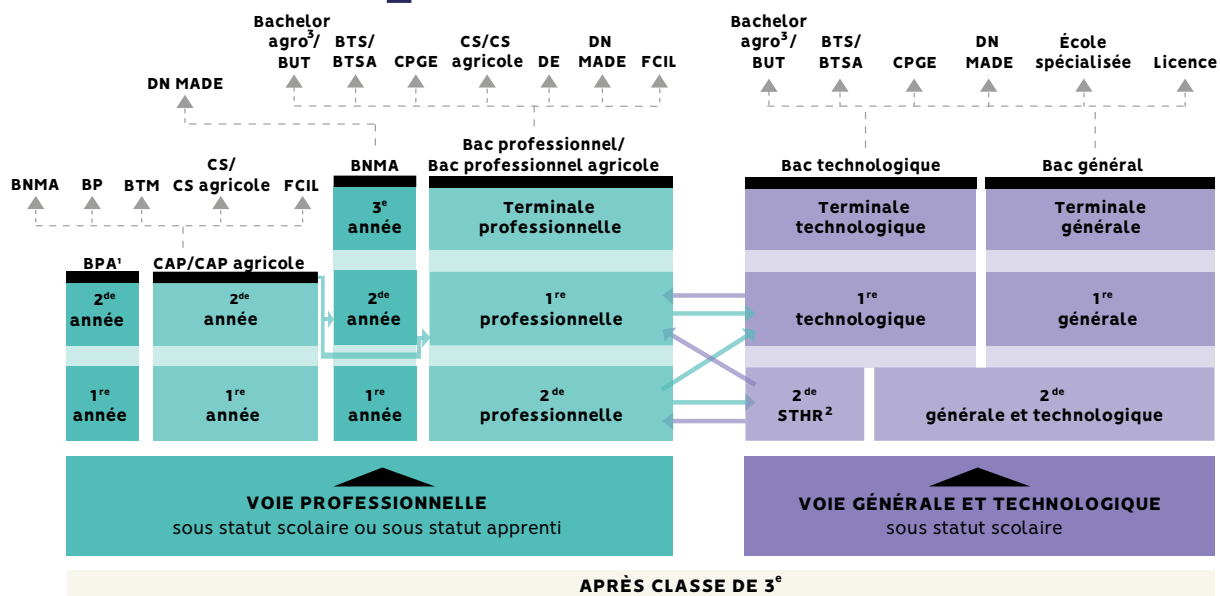 Bachelor
agro³/
BUT
BTS/
BTSA
CPGE
CS/CS
agricole
DE
DN
MADE
FCIL
Bachelor
agro³/
BUT
BTS/
BTSA
CPGE
DN
MADE
École
spécialisée
Licence
DN MADE
BNMA
BP
BTM
CS/
CS agricole
FCIL
BNMA
Bac professionnel/
Bac professionnel agricole
Bac technologique
Bac général
3e
année
Terminale
professionnelle
Terminale
technologique
Terminale
générale
BPA¹
CAP/CAP agricole
2de
année
2de
année
2de
année
1re
professionnelle
1re
technologique
1re
générale
1re
année
1re
année
1re
année
2de
professionnelle
2de
STHR²
2de
générale et technologique
VOIE PROFESSIONNELLE
sous statut scolaire ou sous statut apprenti
VOIE GÉNÉRALE ET TECHNOLOGIQUE
sous statut scolaire
APRÈS CLASSE DE 3e